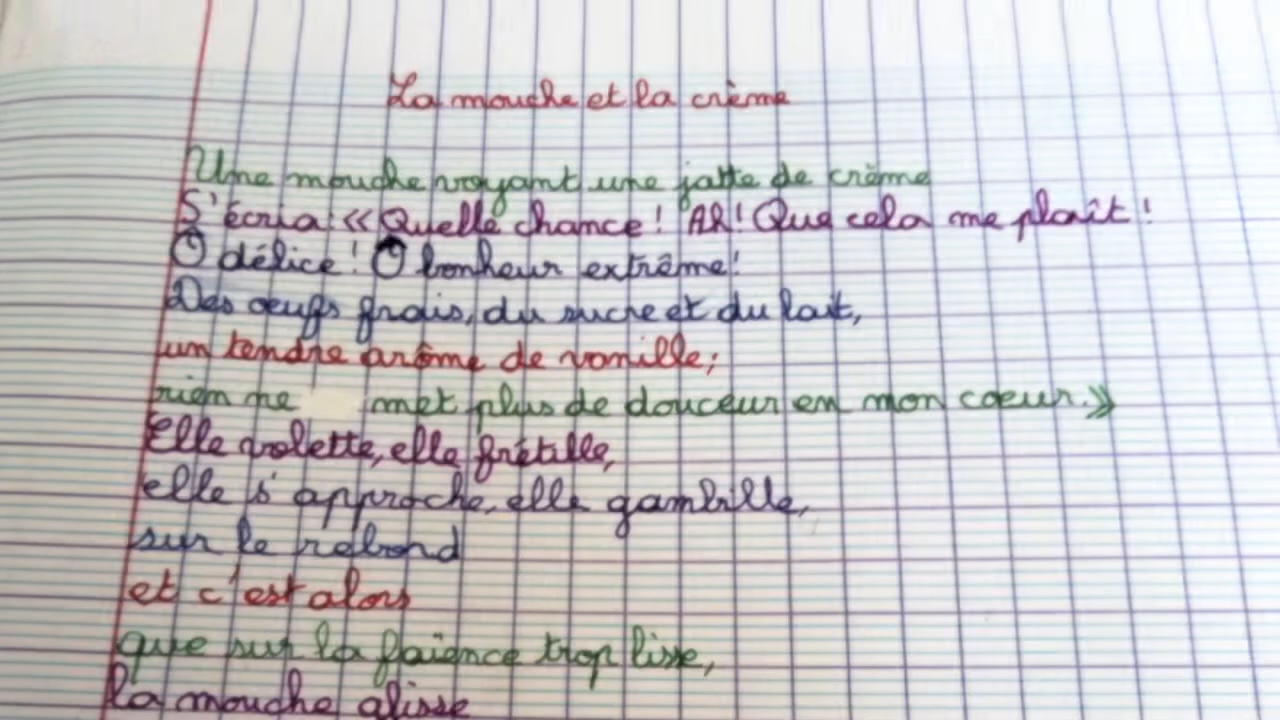 La mouche et la crème
Une mouche voyant une jatte de crème
S'écria : « Quelle chance ! Ah ! Que cela me plaît !
Ô délice ! Ô bonheur extrême !
Des oeufs frais, du sucre et du lait,
un tendre arôme de vanille ;
rien ne met plus de douceur en mon coeur. »
Elle volette, elle frétille,
elle s'approche, elle gambille,
sur le rebord
et c'est alors
que sur la faïence trop lisse,
la mouche glisse